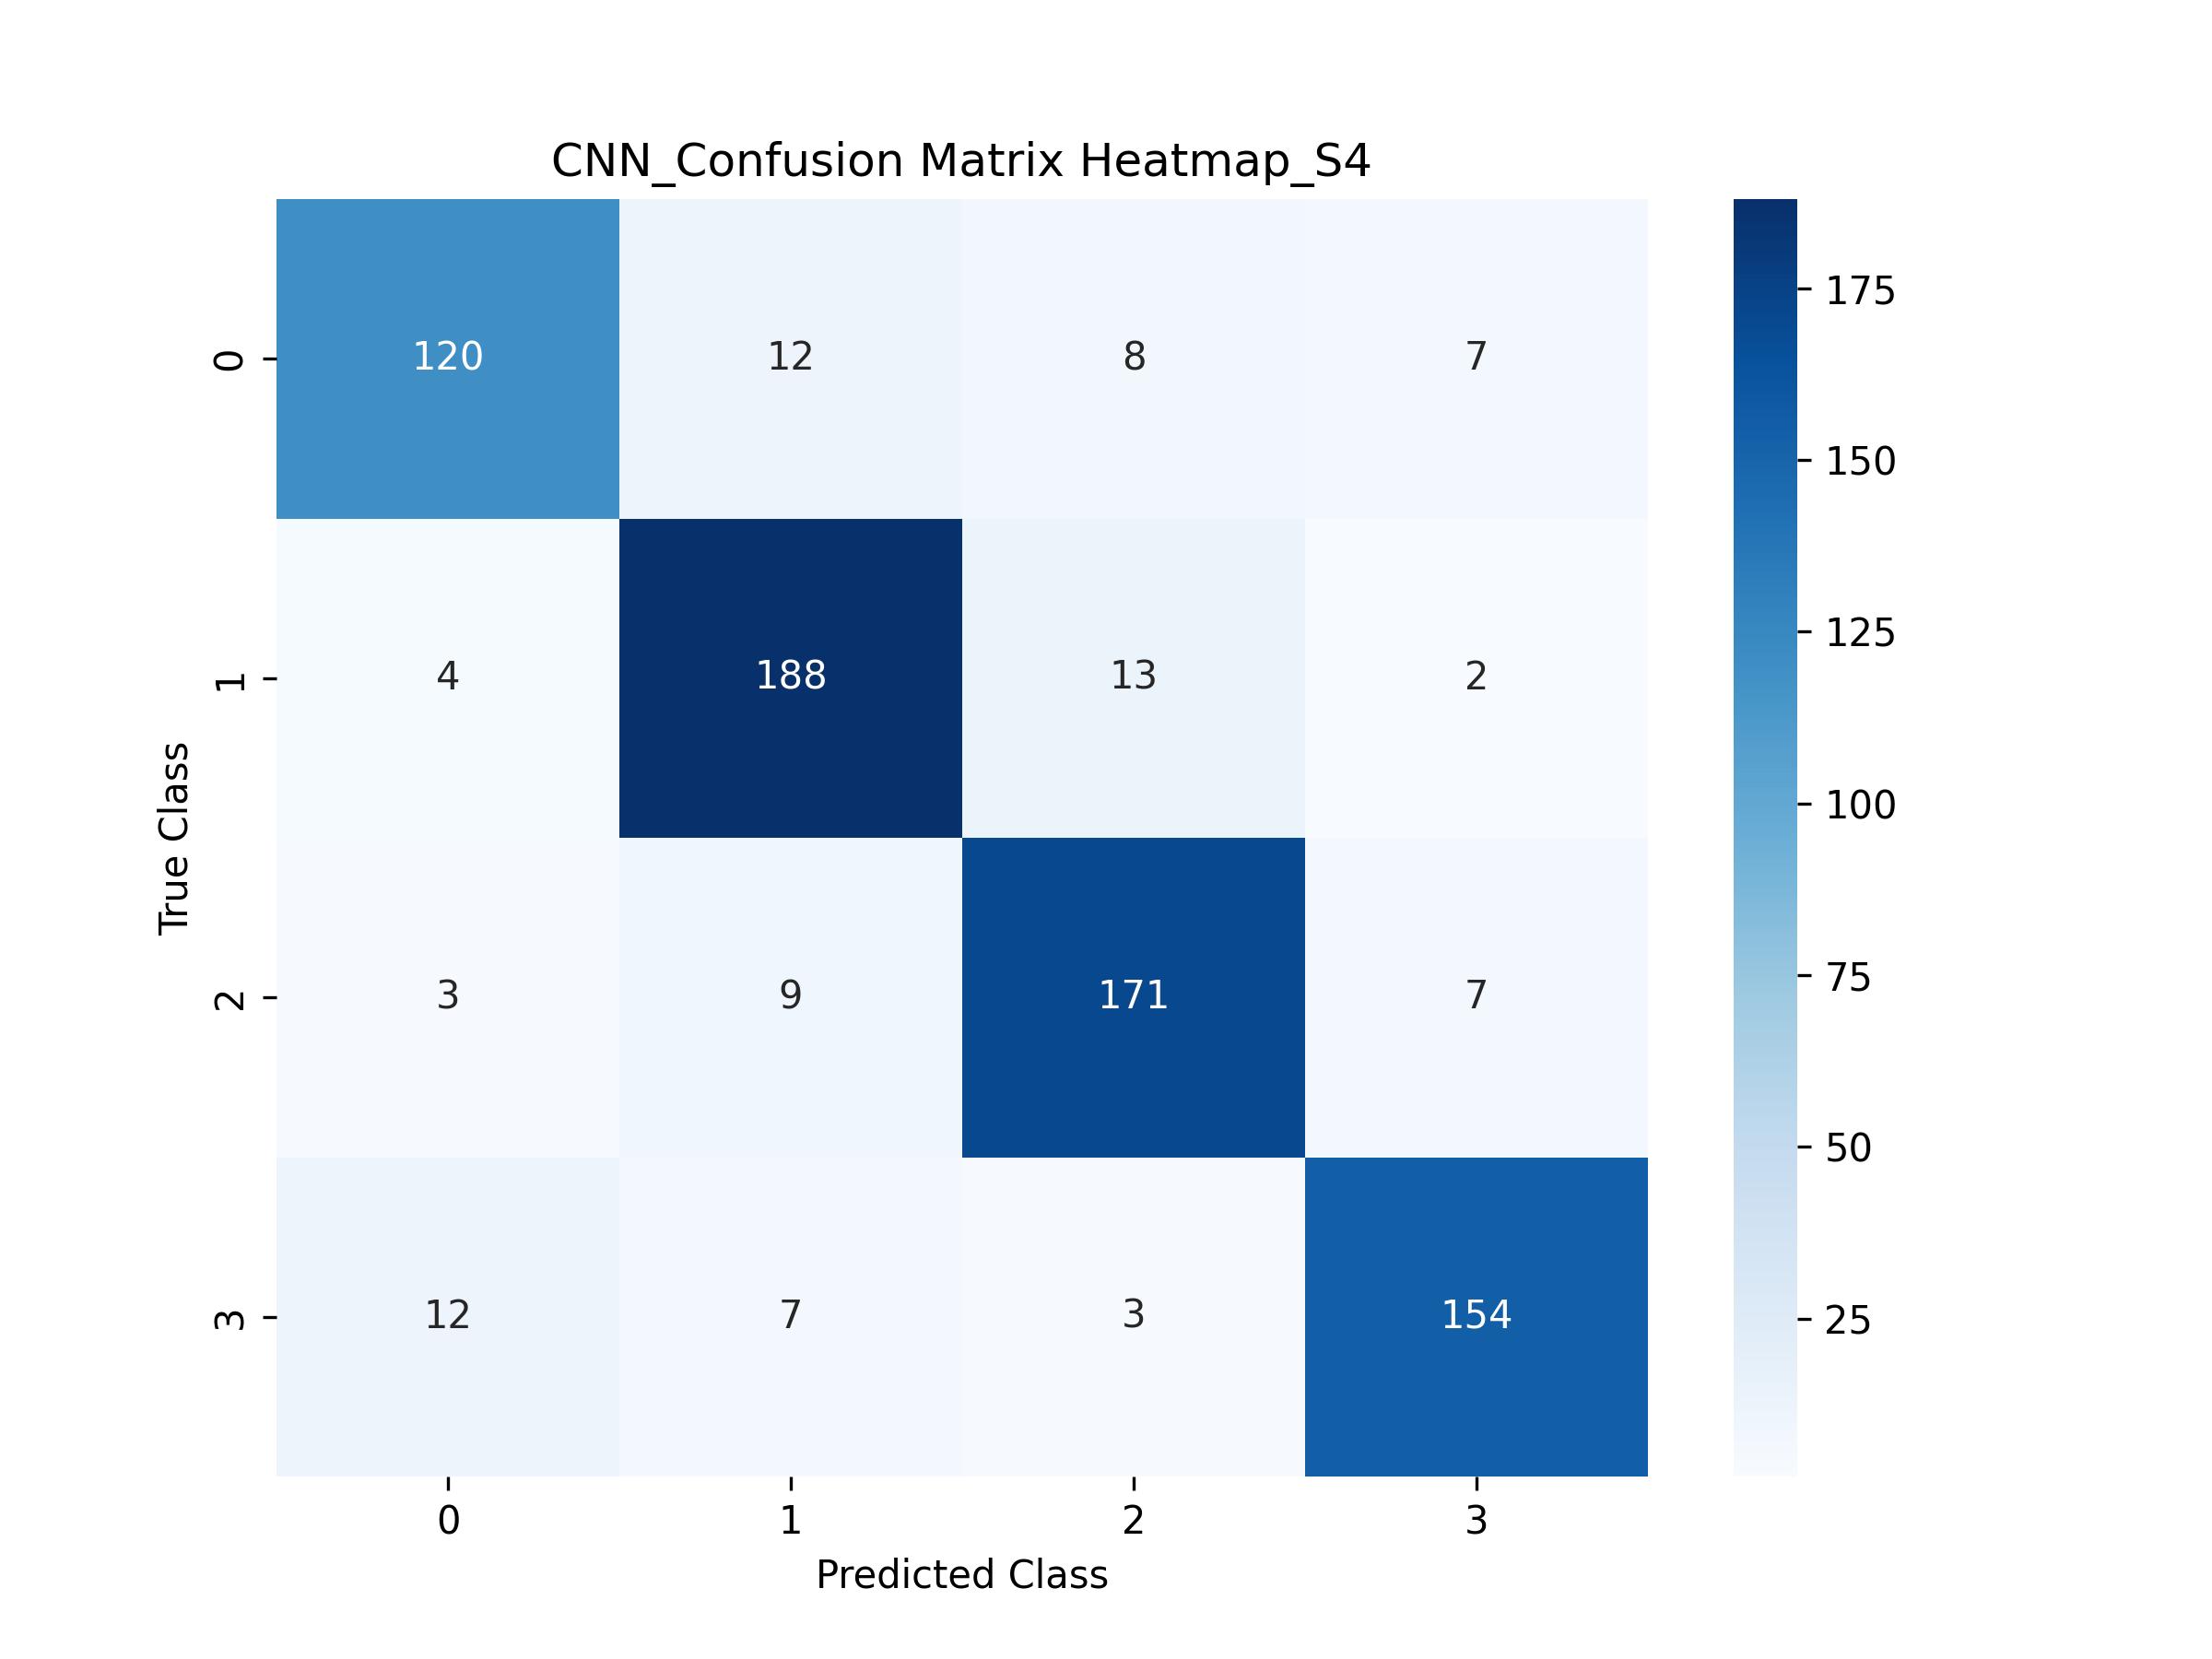 CNN_Confusion Matrix Heatmap_S4
175
150
125
100
75
50
25
True Class
0 120 12 8 7
1 4 188 13 2
2 3 9 171 7
3 12 7 3 154
0 1 2 3
Predicted Class